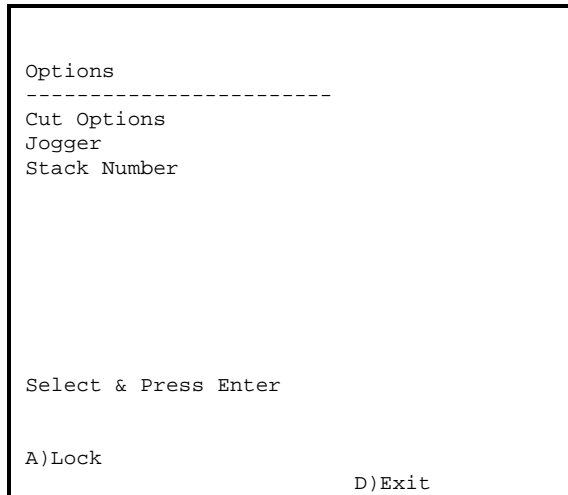 Options
------------------------
Cut Options
Jogger
Stack Number
Select & Press Enter
A)Lock
D)Exit